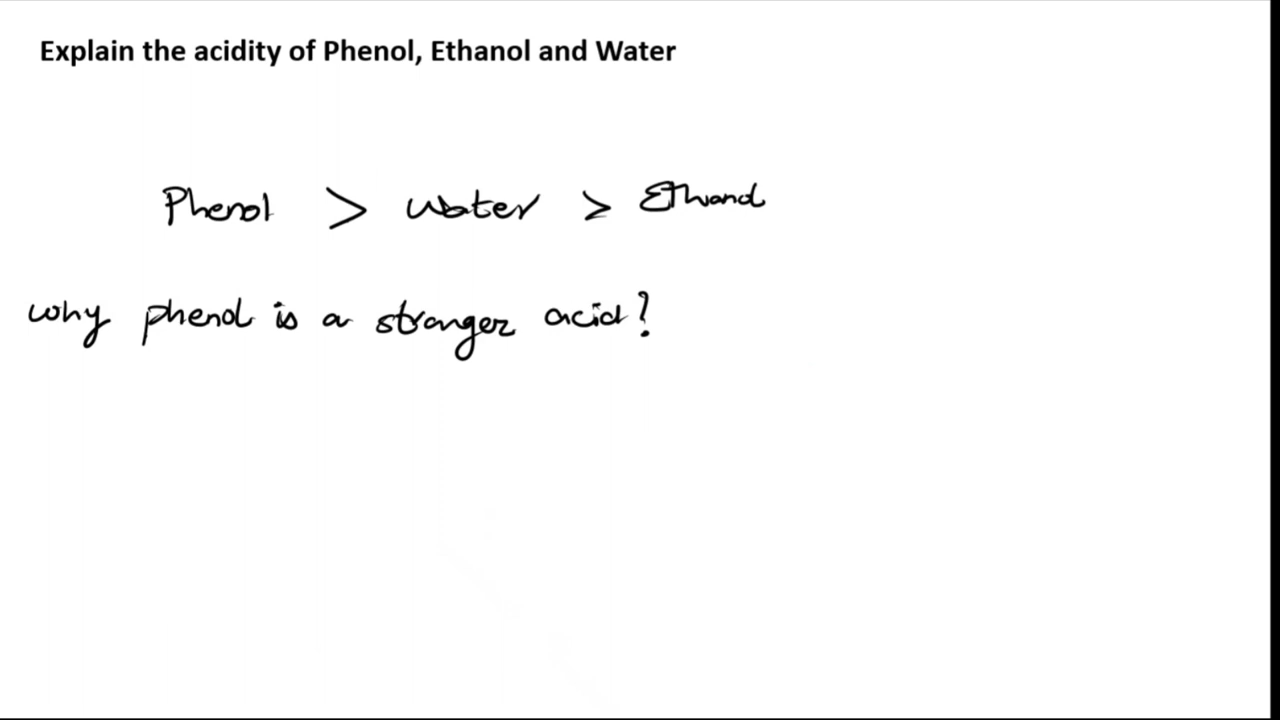 Explain the acidity of Phenol, Ethanol and Water
Phenol > Water > Ethanol
why phenol is a stronger acid?